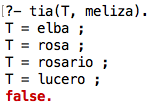 ?- tia(T, meliza).
T = elba ;
T = rosa ;
T = rosario ;
T = lucero ;
false.